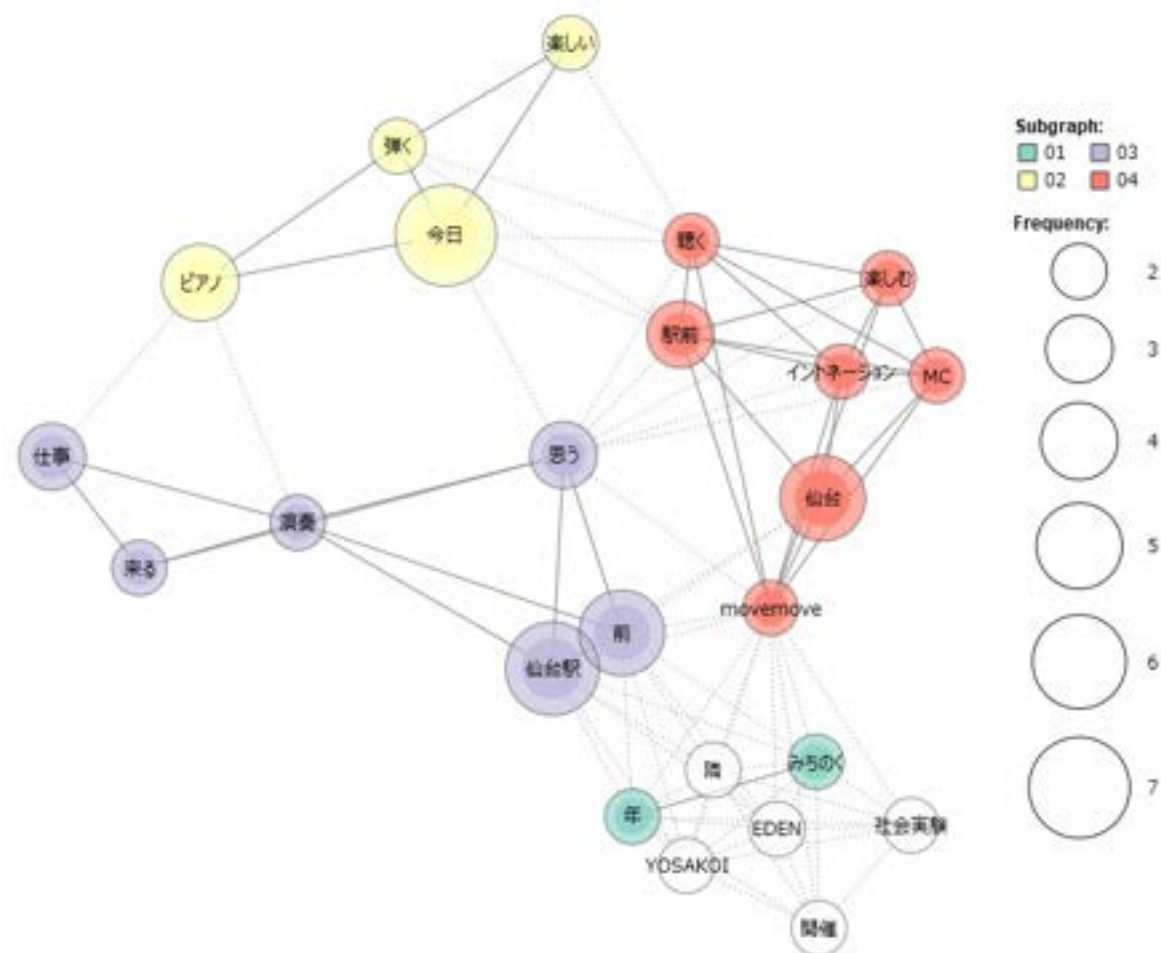 楽しい
弾く
今日
ピアノ
聴く
楽しむ
駅前
イントネーション
MC
仕事
思う
仙台
演奏
来る
movemove
前
仙台駅
隣
みちのく
年
EDEN
社会実験
YOSAKOI
開催
Subgraph:
01 03
02 04
Frequency:
2
3
4
5
6
7